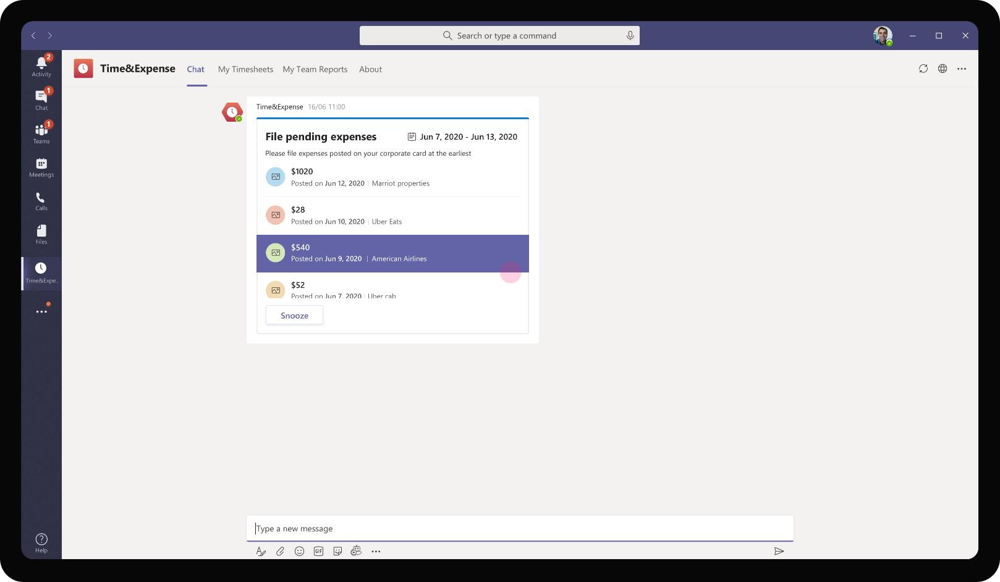 Search or type a command
2
Activity
1
Chat
1
Teams
Meetings
Calls
Files
Time&Expe..
Help
Time&Expense
Chat
My Timesheets
My Team Reports
About
Time&Expense 16/06 11:00
File pending expenses
Jun 7, 2020 - Jun 13, 2020
Please file expenses posted on your corporate card at the earliest
$1020
Posted on Jun 12, 2020 | Marriot properties
$28
Posted on Jun 10, 2020 | Uber Eats
$540
Posted on Jun 9, 2020 | American Airlines
$52
Posted on Jun 7, 2020 | Uber cab
Snooze
Type a new message
GIF